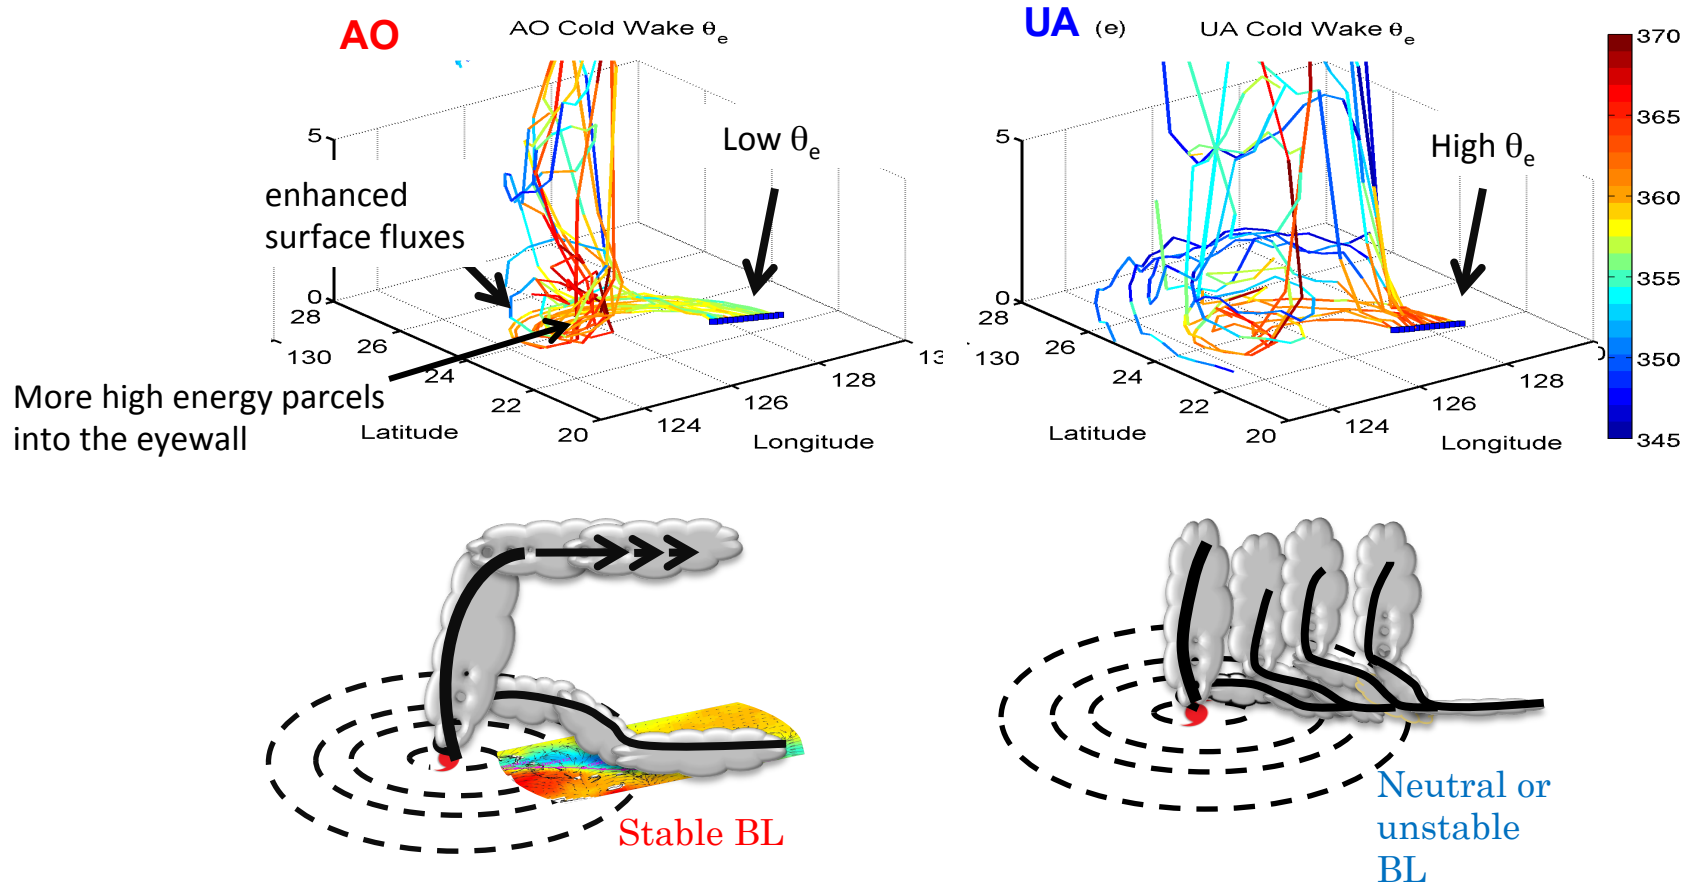 AO
AO Cold Wake θe
UA (e)
UA Cold Wake θe
Low θe
High θe
enhanced
surface fluxes
More high energy parcels
into the eyewall
5
0
28
26
24
22
20
130
124
126
128
13
Latitude
Longitude
5
0
28
26
24
22
20
130
124
126
128
0
Latitude
Longitude
370
365
360
355
350
345
Stable BL
Neutral or
unstable
BL